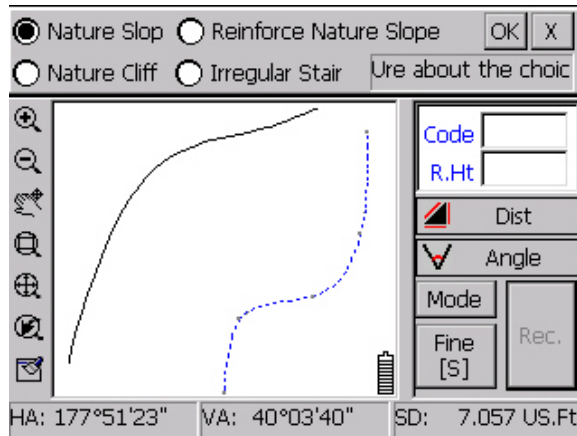 Nature Slop Reinforce Nature Slope OK X
Nature Cliff Irregular Stair Ure about the choic
Code
R.Ht
Dist
Angle
Mode
Fine
[S]
Rec.
HA: 177°51'23" VA: 40°03'40" SD: 7.057 US.Ft